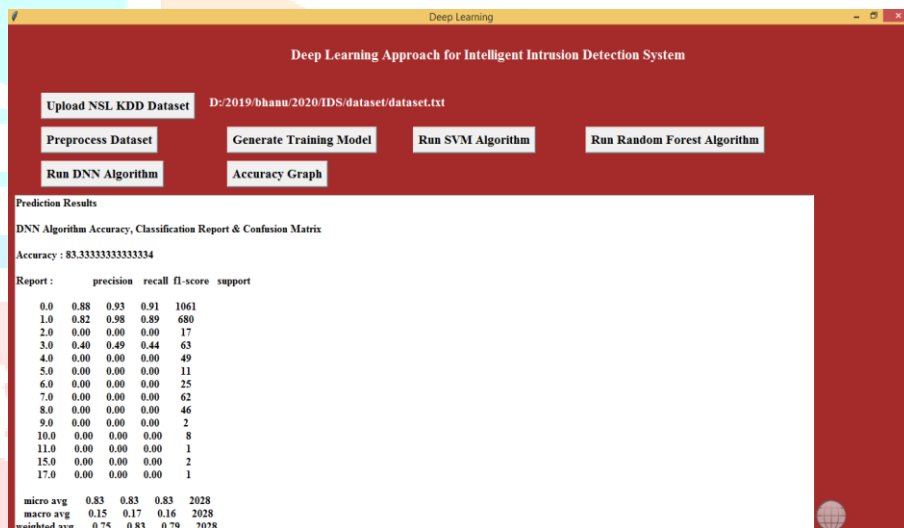 Deep Learning
Deep Learning Approach for Intelligent Intrusion Detection System
Upload NSL KDD Dataset D:/2019/bhanu/2020/IDS/dataset/dataset.txt
Preprocess Dataset Generate Training Model Run SVM Algorithm Run Random Forest Algorithm
Run DNN Algorithm Accuracy Graph
Prediction Results
DNN Algorithm Accuracy, Classification Report & Confusion Matrix
Accuracy : 83.33333333333334
Report : precision recall f1-score support
0.0 0.88 0.93 0.91 1061
1.0 0.82 0.98 0.89 680
2.0 0.00 0.00 0.00 17
3.0 0.40 0.49 0.44 63
4.0 0.00 0.00 0.00 49
5.0 0.00 0.00 0.00 11
6.0 0.00 0.00 0.00 25
7.0 0.00 0.00 0.00 62
8.0 0.00 0.00 0.00 46
9.0 0.00 0.00 0.00 2
10.0 0.00 0.00 0.00 8
11.0 0.00 0.00 0.00 1
15.0 0.00 0.00 0.00 2
17.0 0.00 0.00 0.00 1
micro avg 0.83 0.83 0.83 2028
macro avg 0.15 0.17 0.16 2028
weighted avg 0.75 0.83 0.79 2028